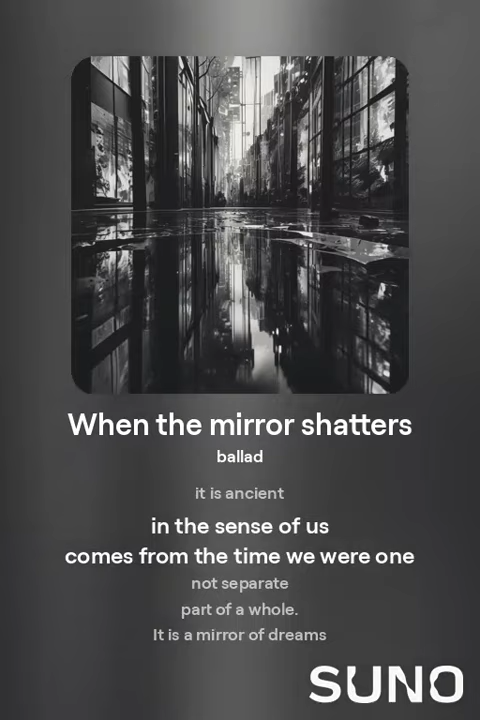 When the mirror shatters
ballad
it is ancient
in the sense of us
comes from the time we were one
not separate
part of a whole.
It is a mirror of dreams
SUNO